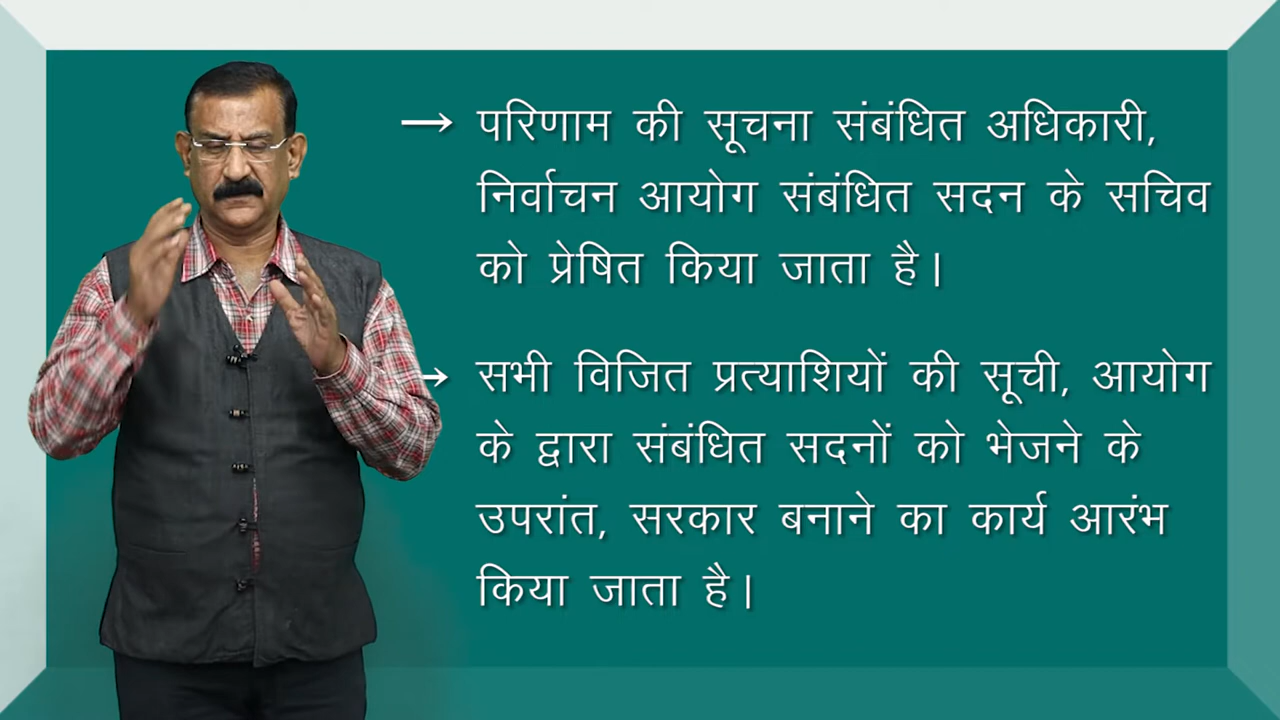 → परिणाम की सूचना संबंधित अधिकारी,
निर्वाचन आयोग संबंधित सदन के सचिव
को प्रेषित किया जाता है।
→ सभी विजित प्रत्याशियों की सूची, आयोग
के द्वारा संबंधित सदनों को भेजने के
उपरांत, सरकार बनाने का कार्य आरंभ
किया जाता है।